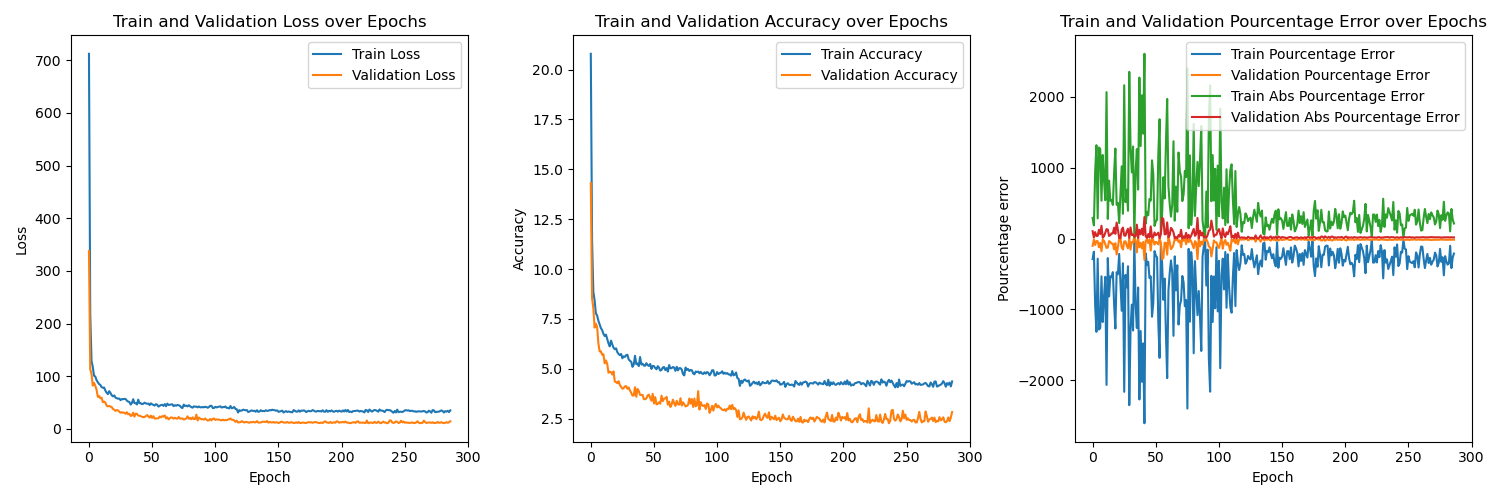 Train and Validation Loss over Epochs
Train Loss
Validation Loss
700
600
500
400
300
200
100
0
Loss
0 50 100 150 200 250 300
Epoch
Train and Validation Accuracy over Epochs
Train Accuracy
Validation Accuracy
20.0
17.5
15.0
12.5
10.0
7.5
5.0
2.5
Accuracy
0 50 100 150 200 250 300
Epoch
Train and Validation Pourcentage Error over Epochs
Train Pourcentage Error
Validation Pourcentage Error
Train Abs Pourcentage Error
Validation Abs Pourcentage Error
2000
1000
0
−1000
−2000
Pourcentage error
0 50 100 150 200 250 300
Epoch